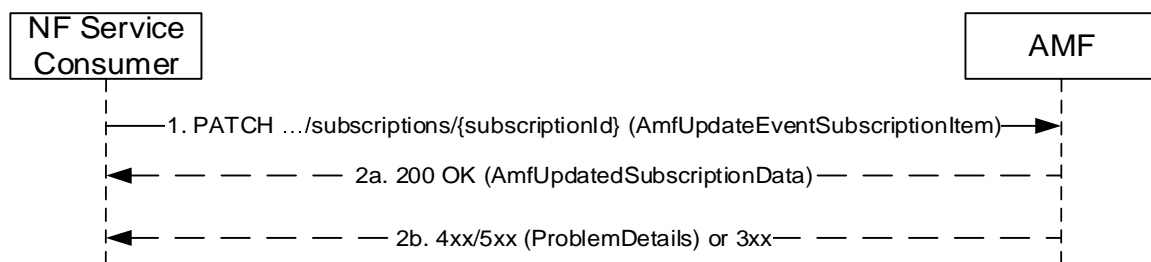 NF Service
Consumer
AMF
1. PATCH …/subscriptions/{subscriptionId} (AmfUpdateEventSubscriptionItem)
2a. 200 OK (AmfUpdatedSubscriptionData)
2b. 4xx/5xx (ProblemDetails) or 3xx